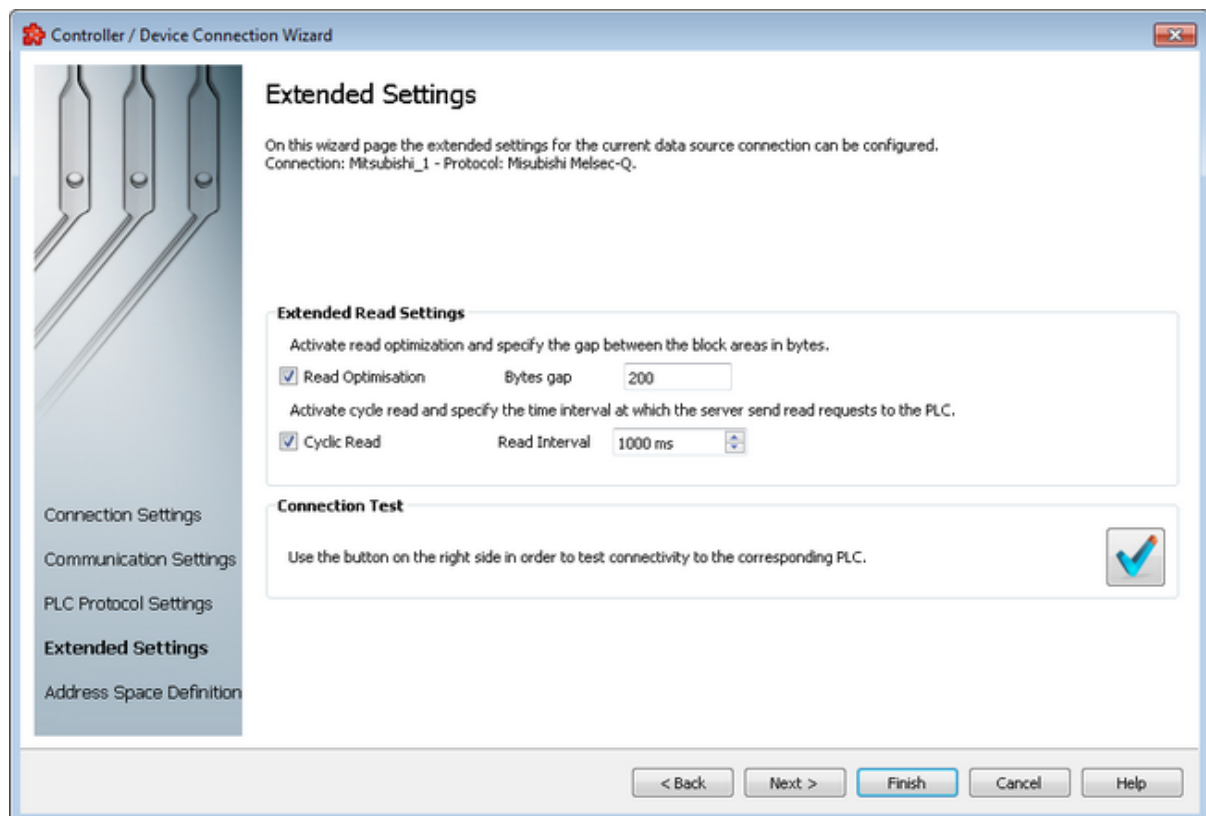 Controller / Device Connection Wizard
Extended Settings
On this wizard page the extended settings for the current data source connection can be configured.
Connection: Mitsubishi_1 - Protocol: Misubishi Melsec-Q.
Extended Read Settings
Activate read optimization and specify the gap between the block areas in bytes.
Read Optimisation Bytes gap 200
Activate cycle read and specify the time interval at which the server send read requests to the PLC.
Cyclic Read Read Interval 1000 ms
Connection Test
Use the button on the right side in order to test connectivity to the corresponding PLC.
Connection Settings
Communication Settings
PLC Protocol Settings
Extended Settings
Address Space Definition
< Back Next > Finish Cancel Help